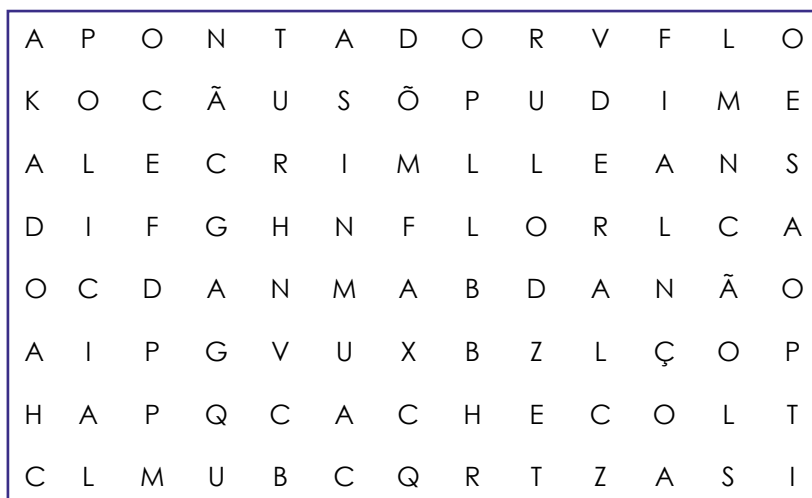 A P O N T A D O R V F L O
K O C Ã U S Õ P U D I M E
A L E C R I M L L E A N S
D I F G H N F L O R L C A
O C D A N M A B D A N Ã O
A I P G V U X B Z L Ç O P
H A P Q C A C H E C O L T
C L M U B C Q R T Z A S I